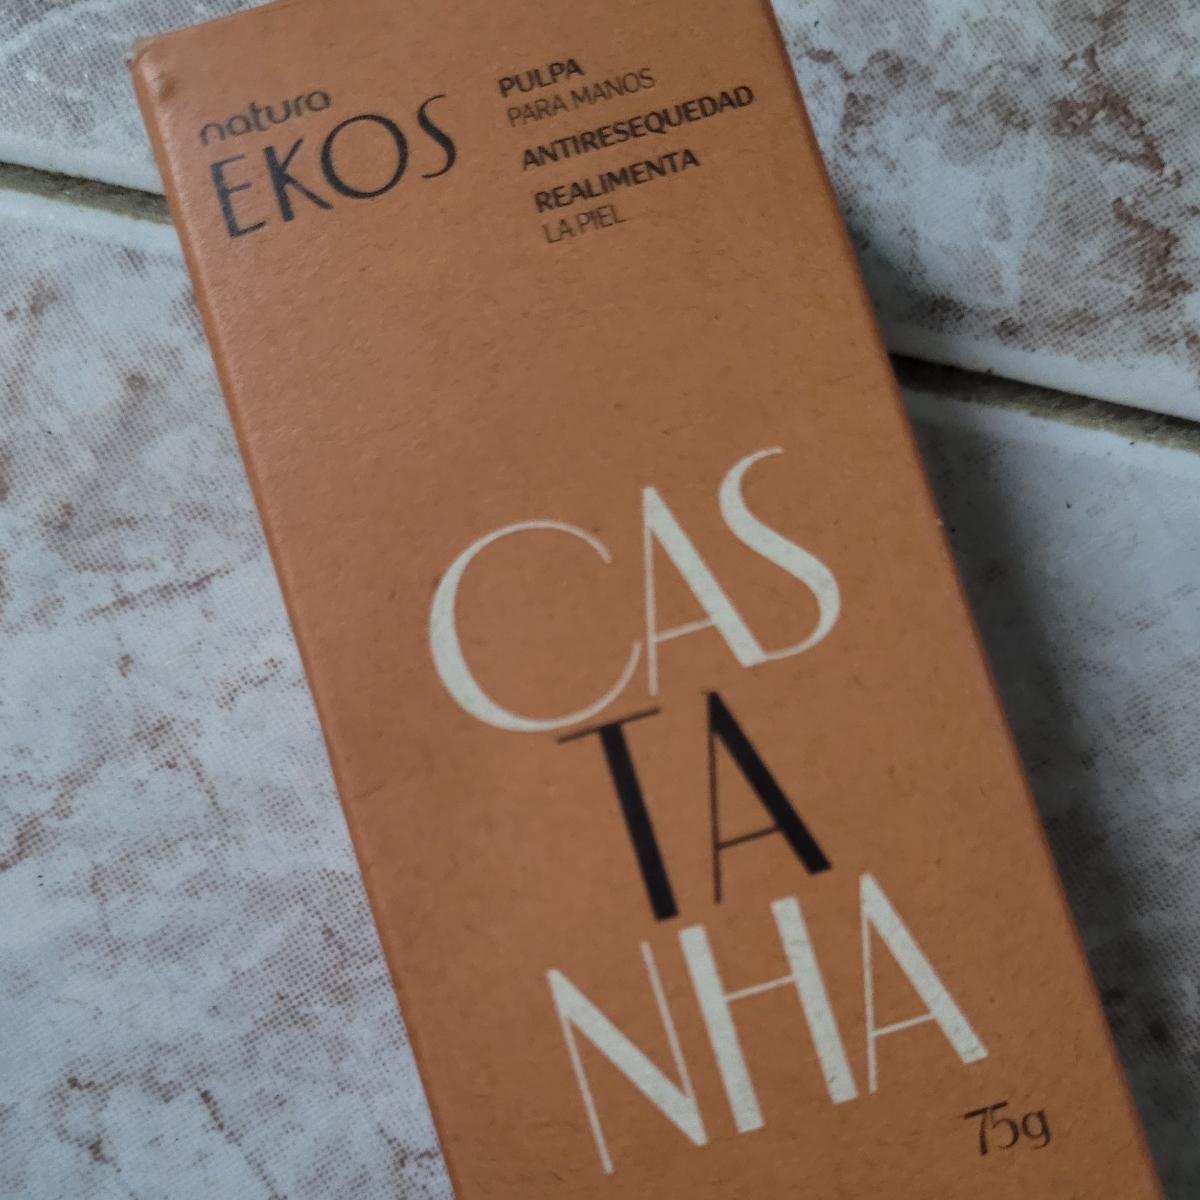 natura
EKOS
PULPA
PARA MANOS
ANTIRESEQUEDAD
REALIMENTA
LA PIEL
CAS
TA
NHA
75g